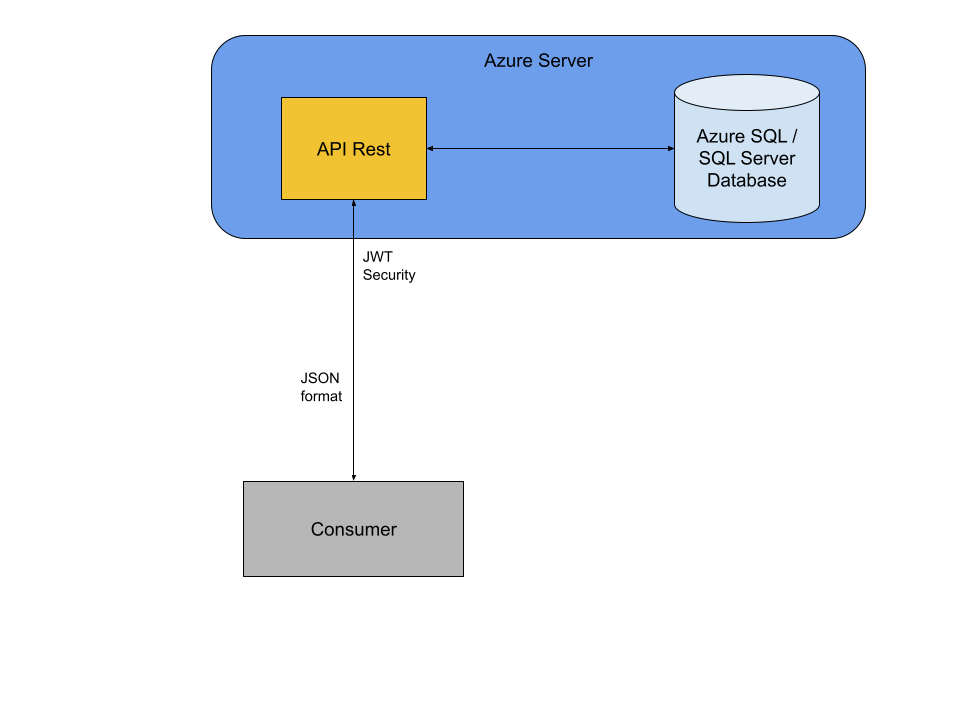 Azure Server
API Rest
Azure SQL /
SQL Server
Database
JWT
Security
JSON
format
Consumer